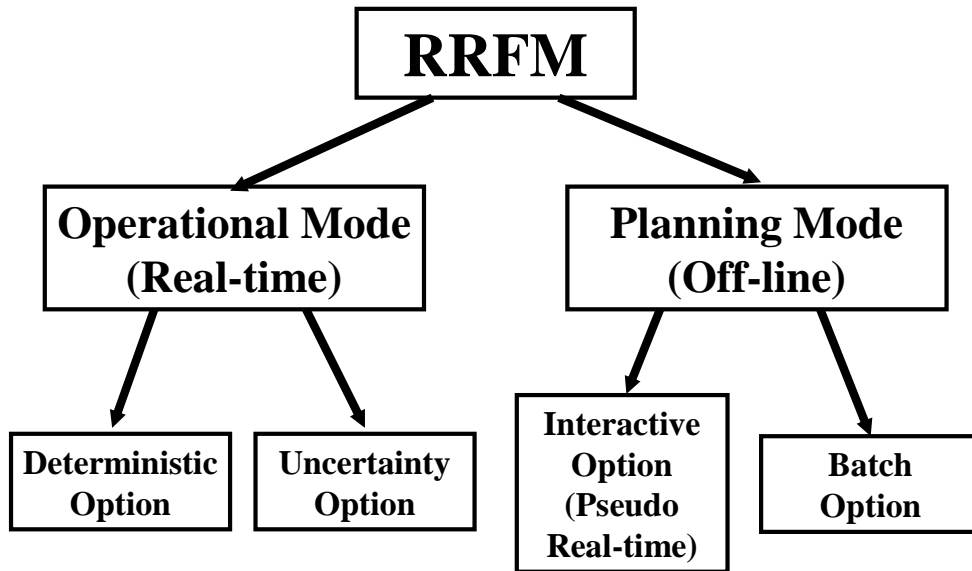 RRFM
Operational Mode
(Real-time)
Planning Mode
(Off-line)
Deterministic
Option
Uncertainty
Option
Interactive
Option
(Pseudo
Real-time)
Batch
Option